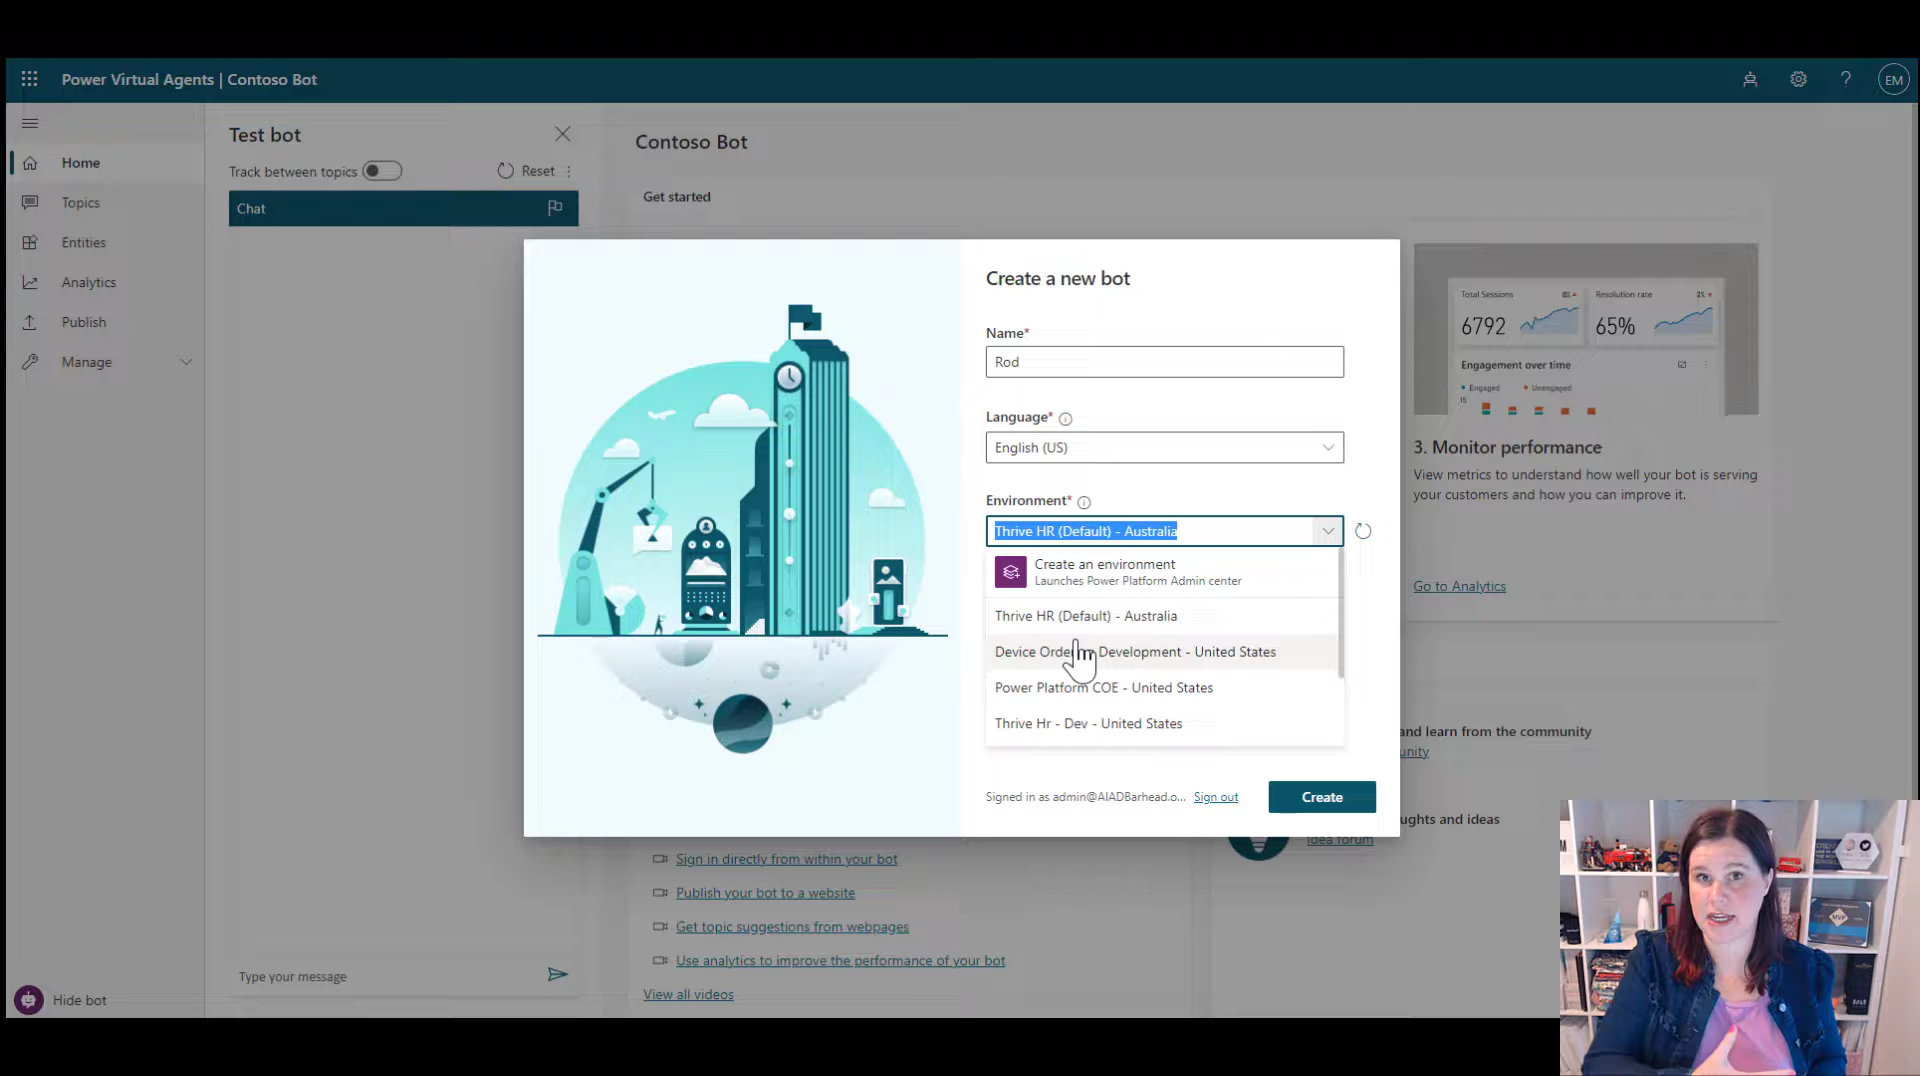 Power Virtual Agents | Contoso Bot
EM
Home
Topics
Entities
Analytics
Publish
Manage
Hide bot
Test bot
Track between topics
Reset
Chat
Type your message
Contoso Bot
Get started
Create a new bot
Name*
Rod
Language*
English (US)
Environment*
Thrive HR (Default) - Australia
Create an environment
Launches Power Platform Admin center
Thrive HR (Default) - Australia
Device Order Development - United States
Power Platform COE - United States
Thrive Hr - Dev - United States
Signed in as admin@AIADBarhead.o...
Sign out
Create
Total Sessions
6792
Resolution rate
2%
65%
Engagement over time
Engaged
Unengaged
3. Monitor performance
View metrics to understand how well your bot is serving
your customers and how you can improve it.
Go to Analytics
and learn from the community
unity
ughts and ideas
Idea forum
Sign in directly from within your bot
Publish your bot to a website
Get topic suggestions from webpages
Use analytics to improve the performance of your bot
View all videos